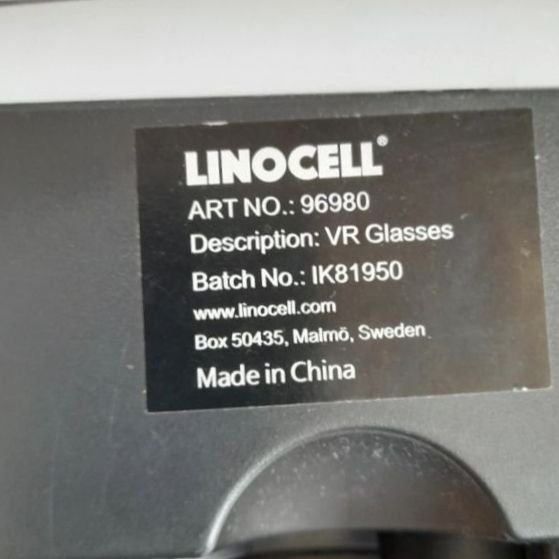 LINOCELL®
ART NO.: 96980
Description: VR Glasses
Batch No.: IK81950
www.linocell.com
Box 50435, Malmö, Sweden
Made in China